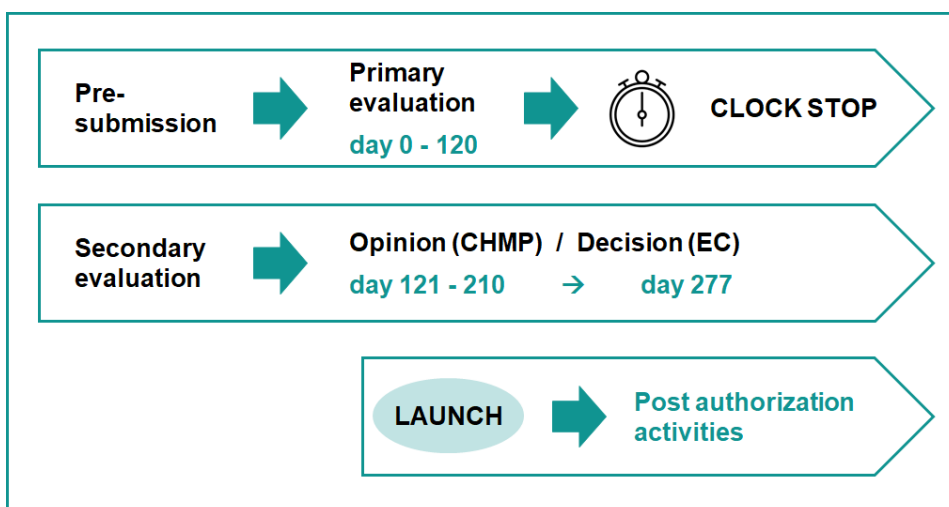 Pre-
submission
Primary
evaluation
day 0 - 120
CLOCK STOP
Secondary
evaluation
Opinion (CHMP) / Decision (EC)
day 121 - 210 → day 277
LAUNCH
Post authorization
activities